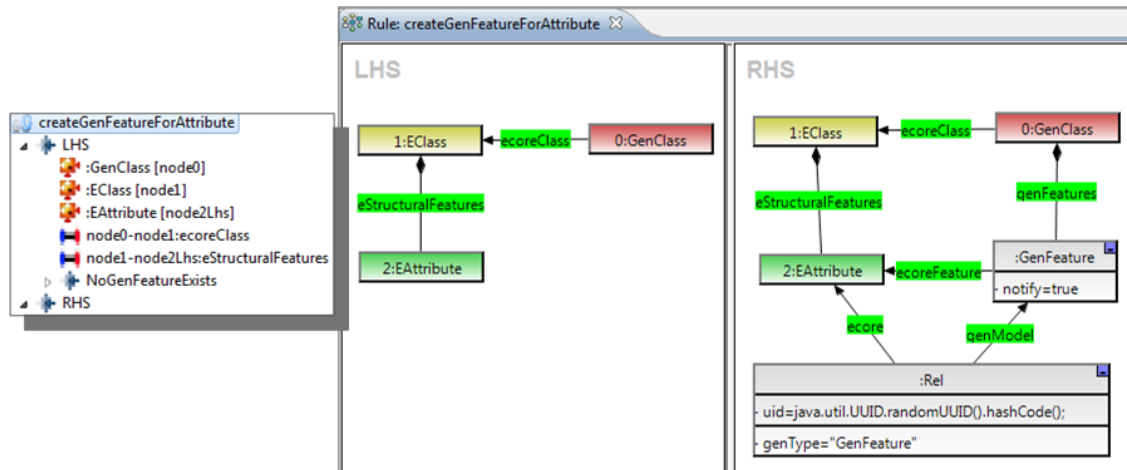 Rule: createGenFeatureForAttribute
createGenFeatureForAttribute
LHS
:GenClass [node0]
:EClass [node1]
:EAttribute [node2Lhs]
node0-node1:ecoreClass
node1-node2Lhs:eStructuralFeatures
NoGenFeatureExists
RHS
LHS
1:EClass
ecoreClass
0:GenClass
eStructuralFeatures
2:EAttribute
RHS
1:EClass
ecoreClass
0:GenClass
eStructuralFeatures
genFeatures
2:EAttribute
ecoreFeature
:GenFeature
- notify=true
ecore
genModel
:Rel
- uid=java.util.UUID.randomUUID().hashCode();
- genType="GenFeature"